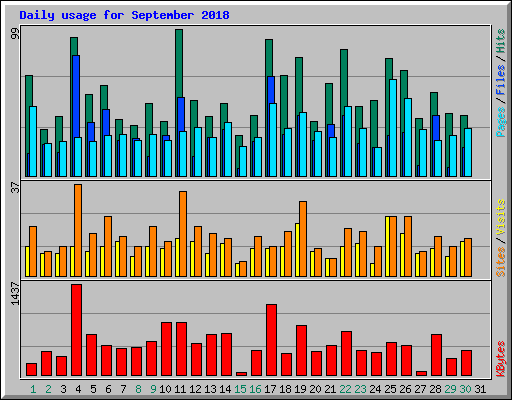 Daily usage for September 2018
99
Pages / Files / Hits
37
Sites / Visits
1437
KBytes
1 2 3 4 5 6 7 8 9 10 11 12 13 14 15 16 17 18 19 20 21 22 23 24 25 26 27 28 29 30 31